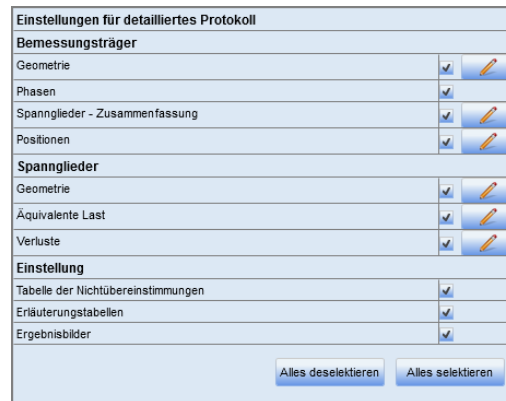 Einstellungen für detailliertes Protokoll
Bemessungsträger
Geometrie
Phasen
Spannglieder - Zusammenfassung
Positionen
Spannglieder
Geometrie
Äquivalente Last
Verluste
Einstellung
Tabelle der Nichtübereinstimmungen
Erläuterungstabellen
Ergebnisbilder
Alles deselektieren Alles selektieren